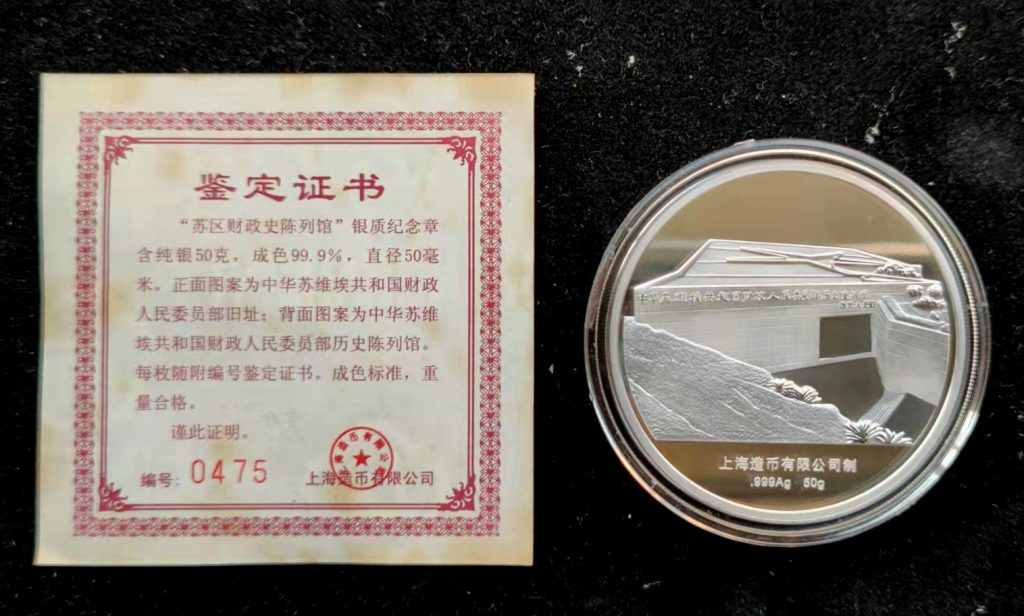 鉴定证书
“苏区财政史陈列馆”银质纪念章
含纯银50克，成色99.9%，直径50毫
米。正面图案为中华苏维埃共和国财政
人民委员部旧址；背面图案为中华苏维
埃共和国财政人民委员部历史陈列馆。
每枚随附编号鉴定证书。成色标准，重
量合格。
谨此证明。
编号：0475
上海造币有限公司
上海造币有限公司制
.999Ag 50g